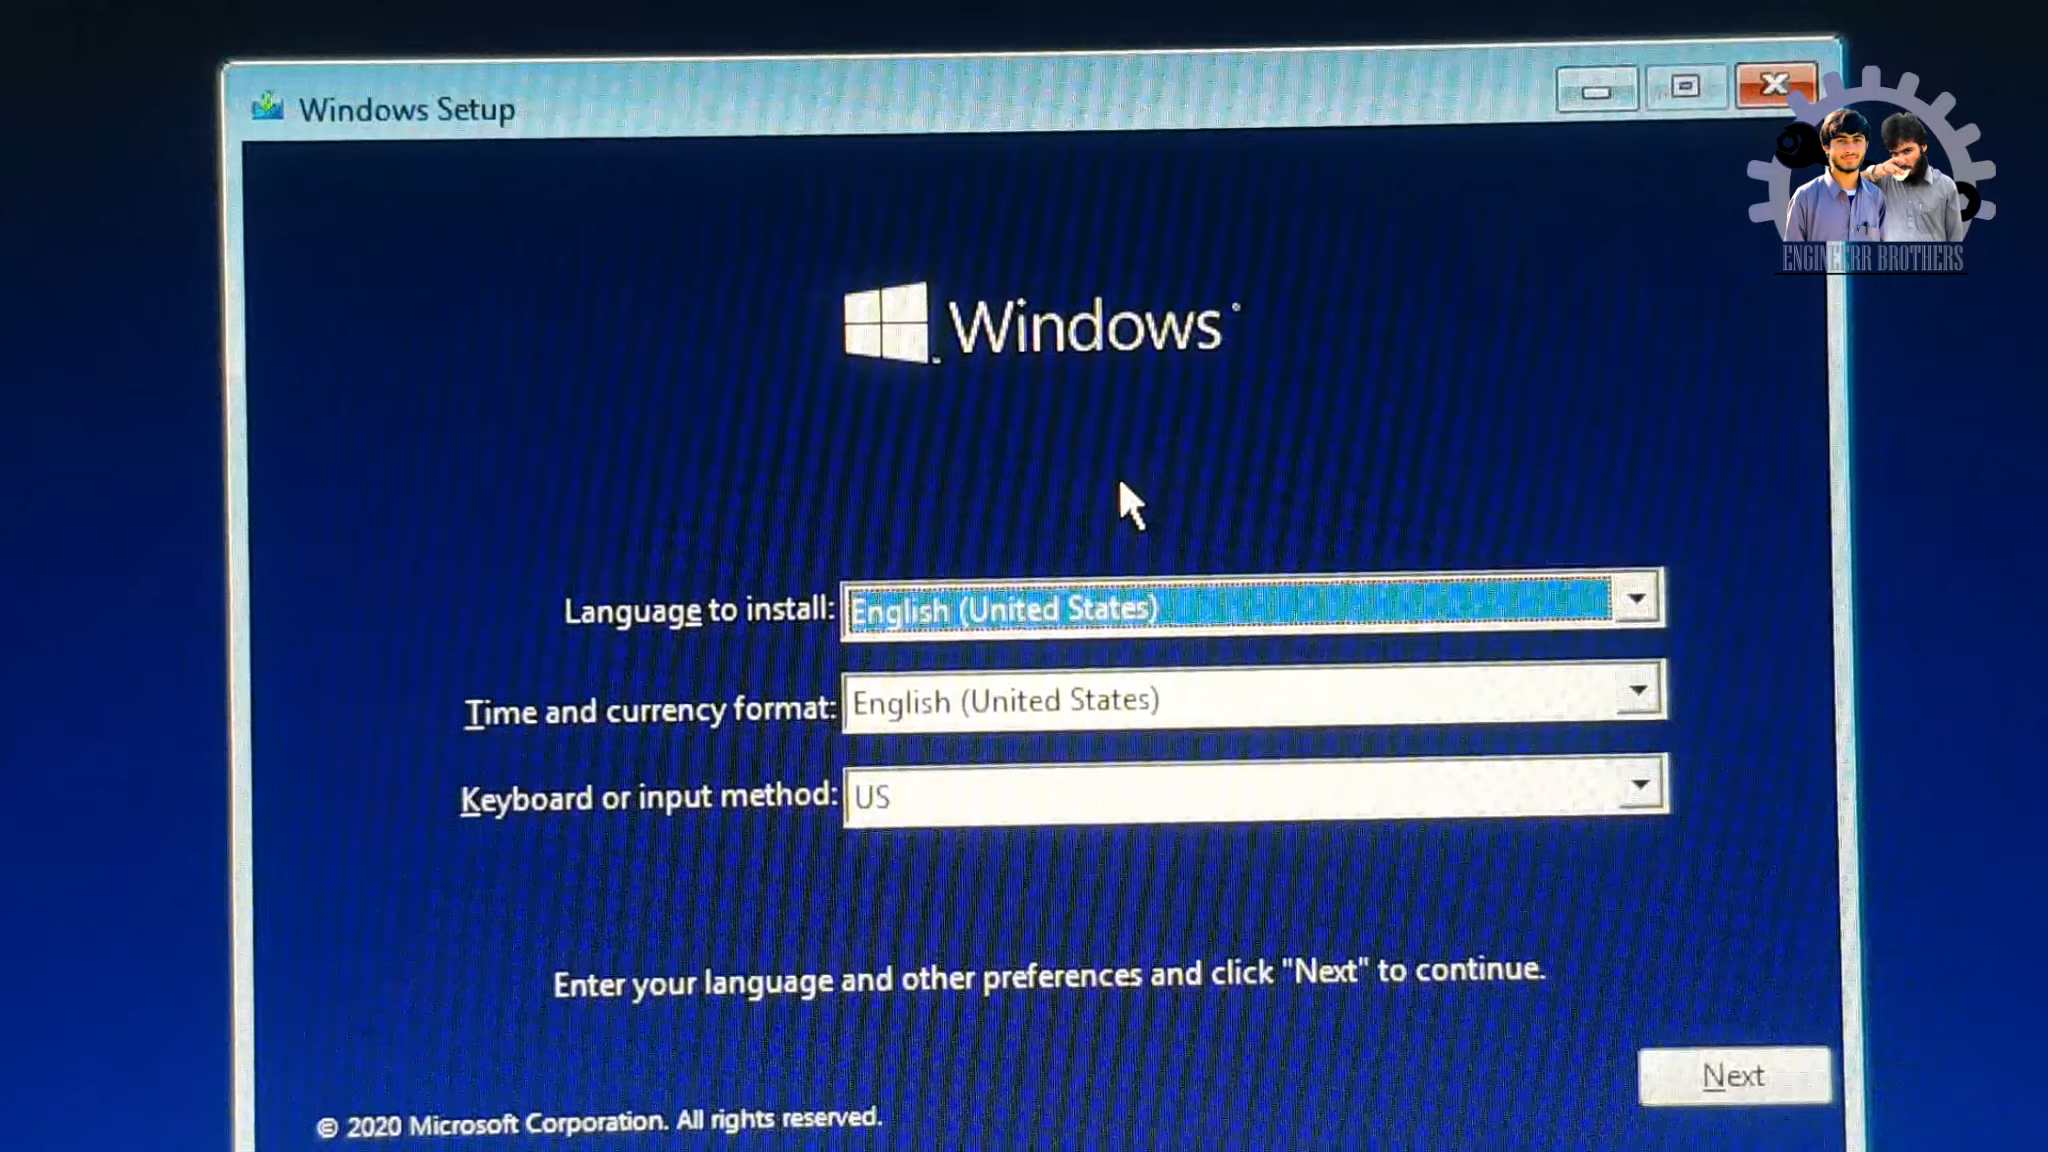 Windows Setup
ENGINEERR BROTHERS
Windows
Language to install: English (United States)
Time and currency format: English (United States)
Keyboard or input method: US
Enter your language and other preferences and click "Next" to continue.
Next
© 2020 Microsoft Corporation. All rights reserved.